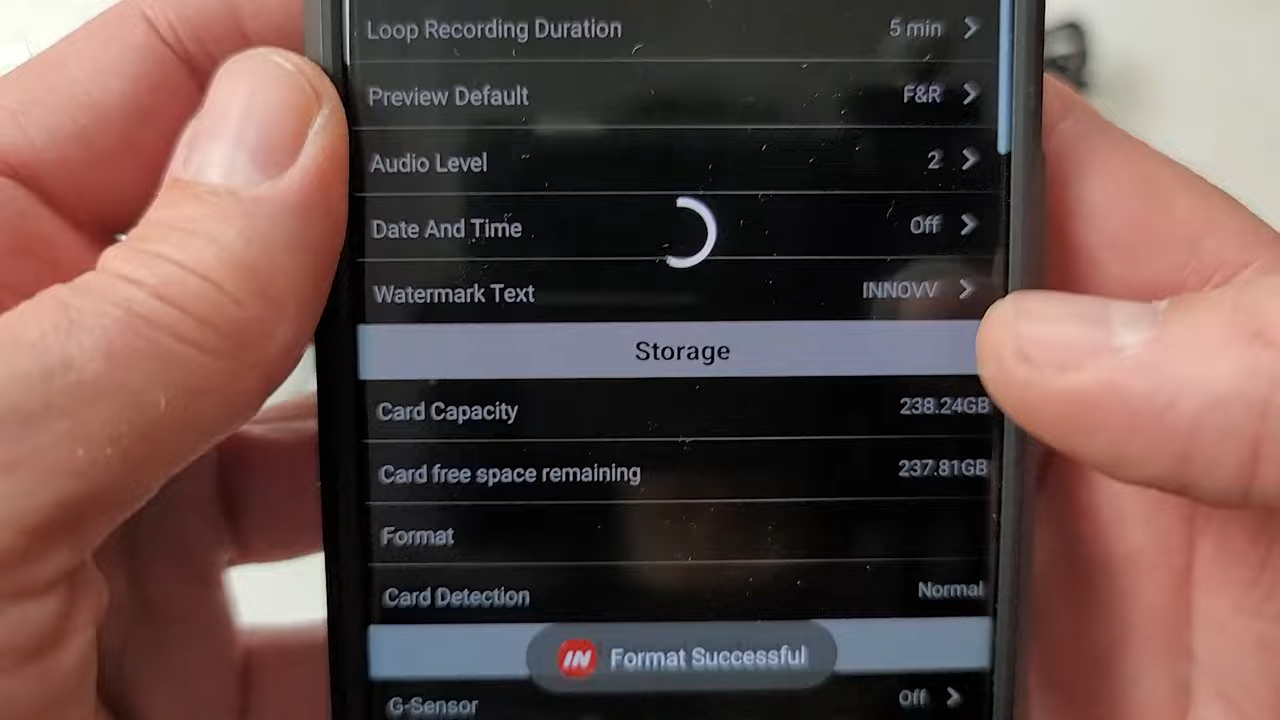 Loop Recording Duration 5 min
Preview Default F&R
Audio Level 2
Date And Time Off
Watermark Text INNOVV
Storage
Card Capacity 238.24GB
Card free space remaining 237.81GB
Format
Card Detection Normal
IN Format Successful
G-Sensor Off